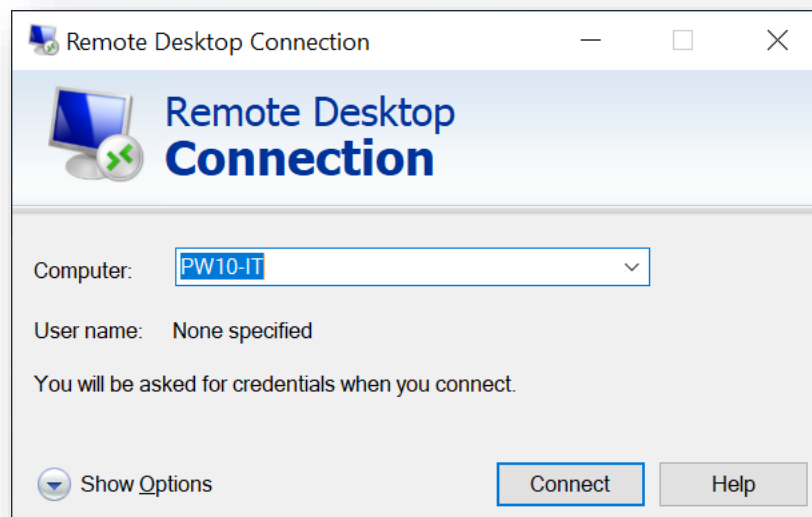 Remote Desktop Connection
Remote Desktop
Connection
Computer: PW10-IT
User name: None specified
You will be asked for credentials when you connect.
Show Options Connect Help